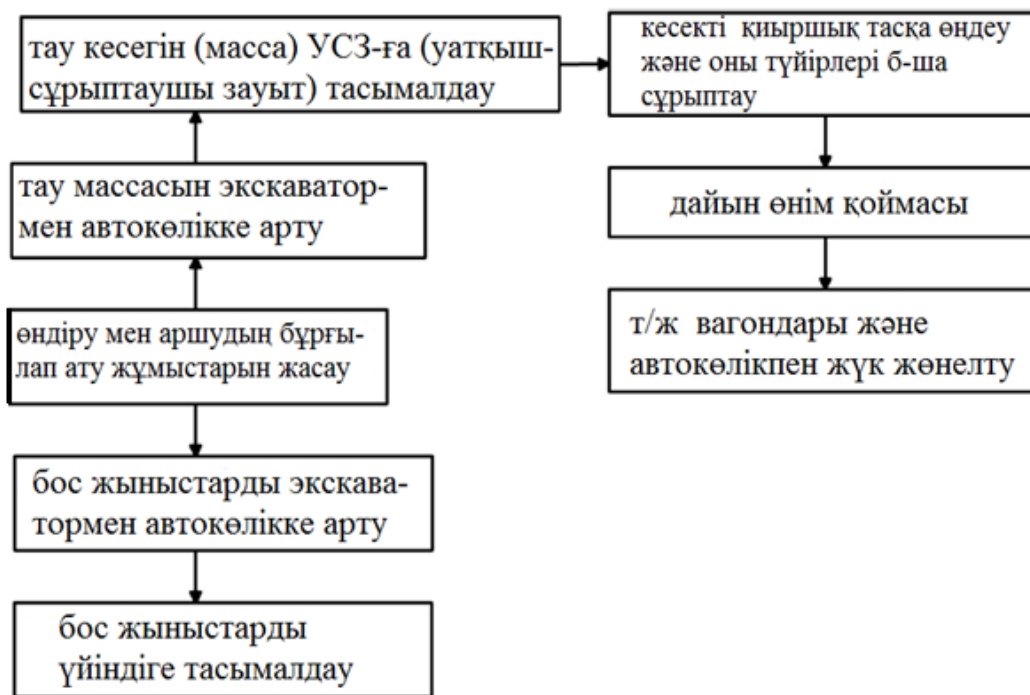 тау кесегін (масса) УСЗ-ға (уатқыш-
сұрыптаушы зауыт) тасымалдау
кесекті қиыршық тасқа өңдеу
және оны түйірлері б-ша
сұрыптау
тау массасын экскаватор-
мен автокөлікке арту
дайын өнім қоймасы
өндіру мен аршудың бұрғы-
лап ату жұмыстарын жасау
т/ж вагондары және
автокөлікпен жүк жөнелту
бос жыныстарды экскава-
тормен автокөлікке арту
бос жыныстарды
үйіндіге тасымалдау